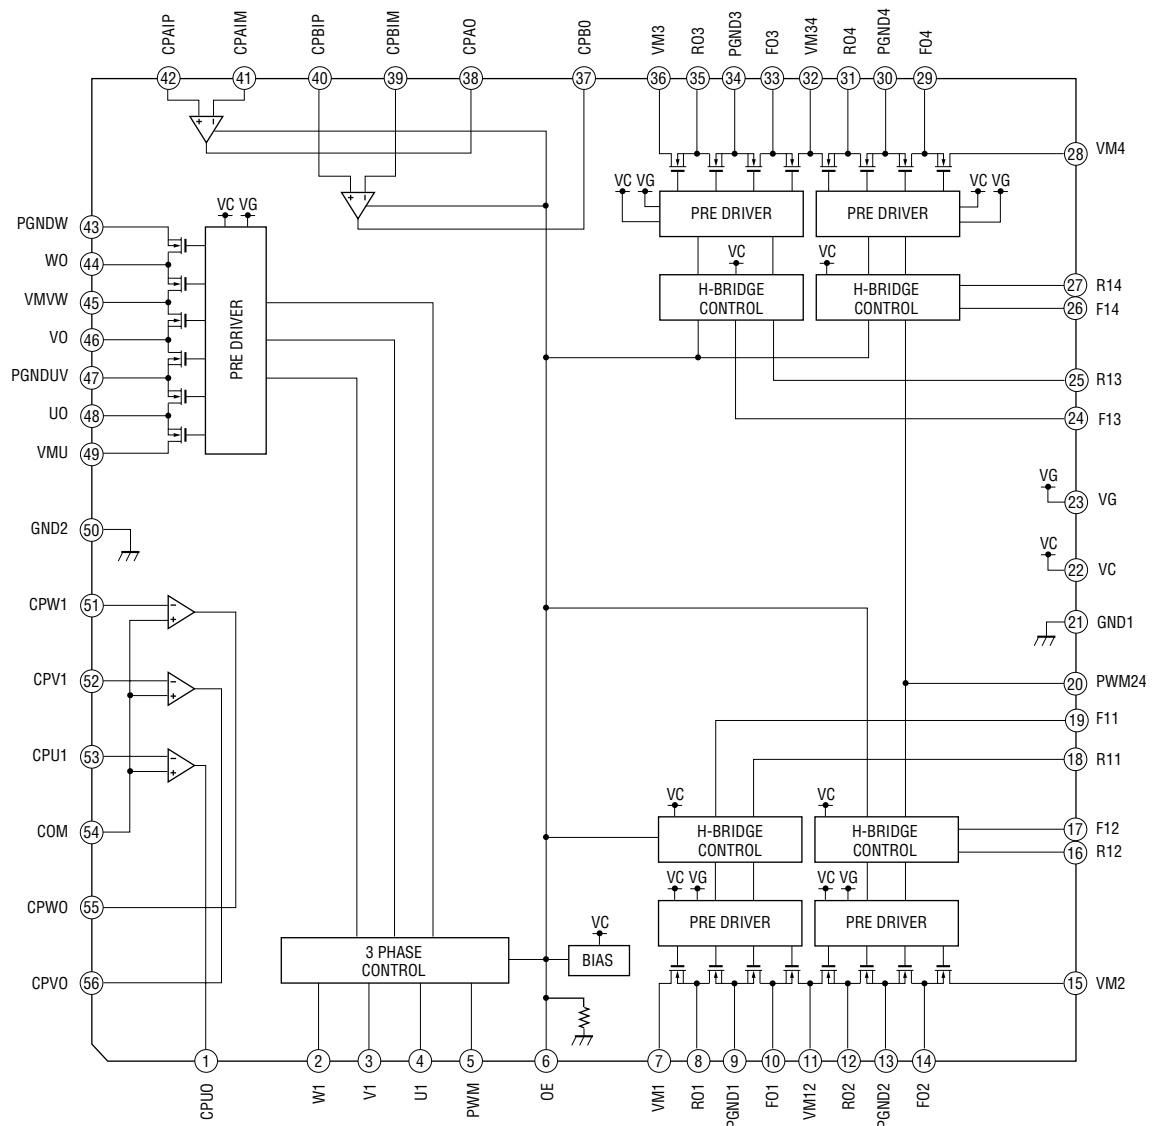 CPAIP
CPAIM
CPBIP
CPBIM
CPAO
CPB0
VM3
RO3
PGND3
FO3
VM34
RO4
PGND4
FO4
42
41
40
39
38
37
36
35
34
33
32
31
30
29
+ −
28 VM4
+ −
VC VG
PRE DRIVER
PRE DRIVER
VC VG
PGNDW 43
VC VG
WO 44
VMVW 45
VO 46
PGNDUV 47
UO 48
VMU 49
PRE DRIVER
VC
VC
H-BRIDGE
CONTROL
H-BRIDGE
CONTROL
27 R14
26 F14
25 R13
24 F13
VG
23 VG
GND2 50
VC
22 VC
CPW1 51
−
+
21 GND1
CPV1 52
−
+
20 PWM24
19 F11
CPU1 53
−
+
18 R11
COM 54
VC
VC
H-BRIDGE
CONTROL
H-BRIDGE
CONTROL
17 F12
16 R12
VC VG
VC VG
CPWO 55
PRE DRIVER
PRE DRIVER
3 PHASE
CONTROL
VC
BIAS
CPVO 56
15 VM2
1
2
3
4
5
6
7
8
9
10
11
12
13
14
CPUO
W1
V1
U1
PWM
OE
VM1
RO1
PGND1
FO1
VM12
RO2
PGND2
FO2